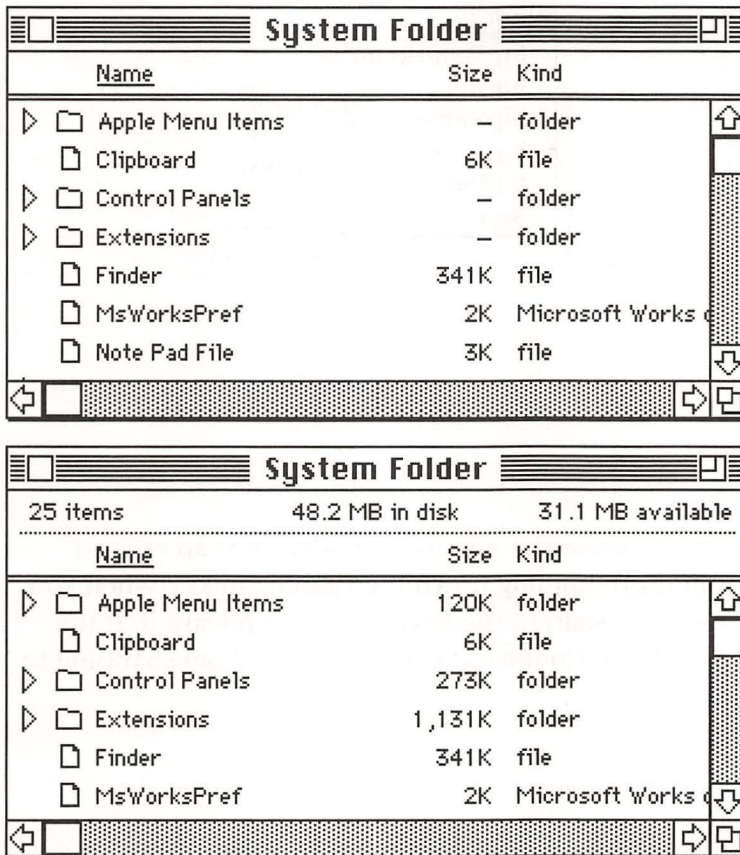 System Folder
Name Size Kind
Apple Menu Items – folder
Clipboard 6K file
Control Panels – folder
Extensions – folder
Finder 341K file
MsWorksPref 2K Microsoft Works
Note Pad File 3K file
System Folder
25 items 48.2 MB in disk 31.1 MB available
Name Size Kind
Apple Menu Items 120K folder
Clipboard 6K file
Control Panels 273K folder
Extensions 1,131K folder
Finder 341K file
MsWorksPref 2K Microsoft Works